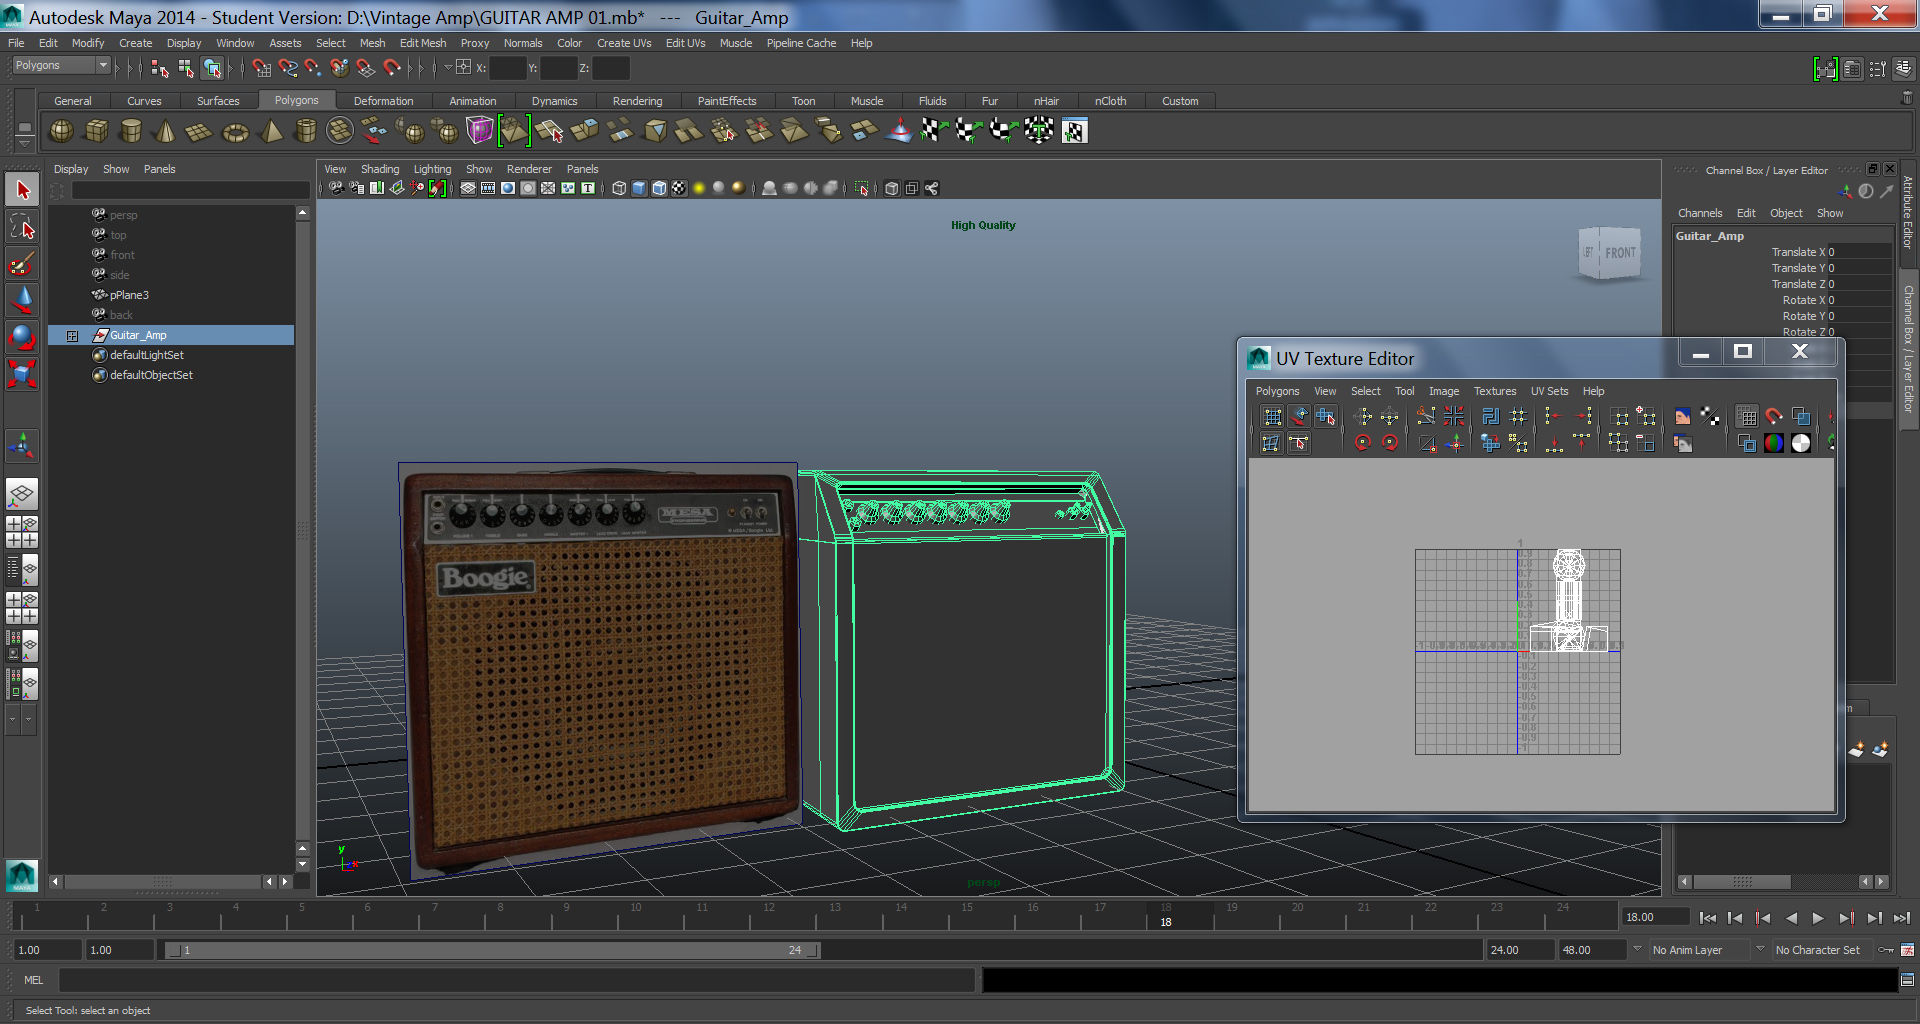 Autodesk Maya 2014 - Student Version: D:\Vintage Amp\GUITAR AMP 01.mb*   ---   Guitar_Amp
File Edit Modify Create Display Window Assets Select Mesh Edit Mesh Proxy Normals Color Create UVs Edit UVs Muscle Pipeline Cache Help
Polygons X: Y: Z:
General Curves Surfaces Polygons Deformation Animation Dynamics Rendering PaintEffects Toon Muscle Fluids Fur nHair nCloth Custom
Display Show Panels
View Shading Lighting Show Renderer Panels
Channel Box / Layer Editor
Channels Edit Object Show
persp
top
front
side
pPlane3
back
Guitar_Amp
defaultLightSet
defaultObjectSet
High Quality
LEFT FRONT
MESA
Boogie
persp
y
x
Guitar_Amp
Translate X 0
Translate Y 0
Translate Z 0
Rotate X 0
Rotate Y 0
Rotate Z 0
Attribute Editor
Channel Box / Layer Editor
UV Texture Editor
Polygons View Select Tool Image Textures UV Sets Help
1 2 3 4 5 6 7 8 9 10 11 12 13 14 15 16 17 18 19 20 21 22 23 24
18
18.00
1.00 1.00 1 24 24.00 48.00 No Anim Layer No Character Set
MEL
Select Tool: select an object